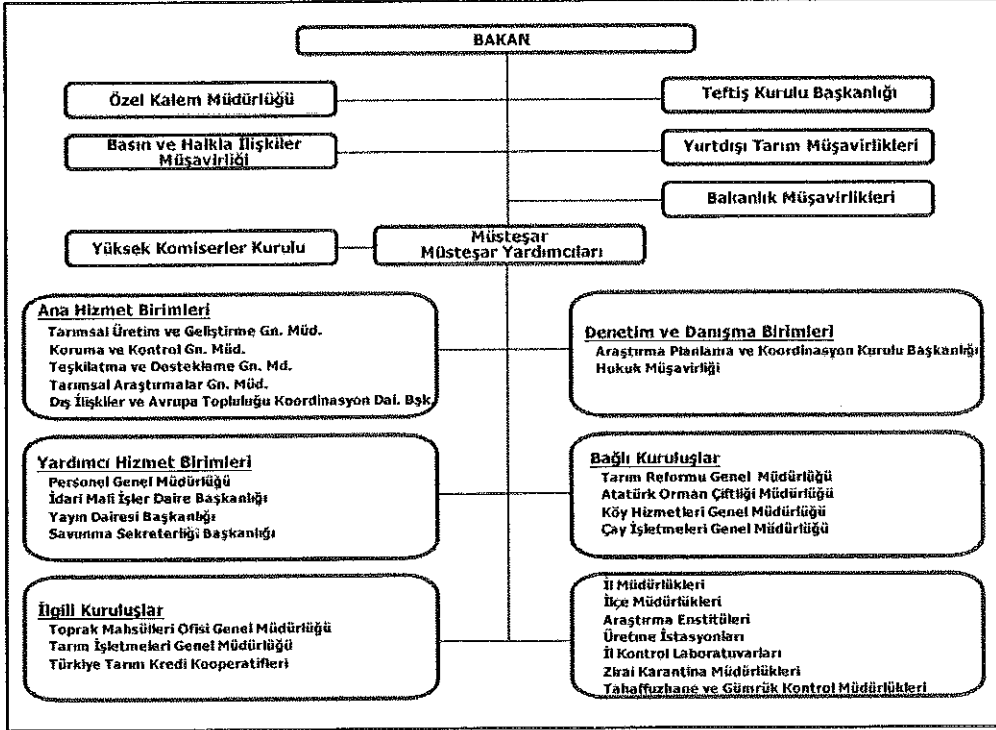 BAKAN
Özel Kalem Müdürlüğü
Teftiş Kurulu Başkanlığı
Basın ve Halkla İlişkiler
Müşavirliği
Yurtdışı Tarım Müşavirlikleri
Bakanlık Müşavirlikleri
Yüksek Komiserler Kurulu
Müsteşar
Müsteşar Yardımcıları
Ana Hizmet Birimleri
Tarımsal Üretim ve Geliştirme Gn. Müd.
Koruma ve Kontrol Gn. Müd.
Teşkilatma ve Destekleme Gn. Md.
Tarımsal Araştırmalar Gn. Müd.
Dış İlişkiler ve Avrupa Topluluğu Koordinasyon Dai. Bşk.
Denetim ve Danışma Birimleri
Araştırma Planlama ve Koordinasyon Kurulu Başkanlığı
Hukuk Müşavirliği
Yardımcı Hizmet Birimleri
Personel Genel Müdürlüğü
İdari Mali İşler Daire Başkanlığı
Yayın Dairesi Başkanlığı
Savunma Sekreterliği Başkanlığı
Bağlı Kuruluşlar
Tarım Reformu Genel Müdürlüğü
Atatürk Orman Çiftliği Müdürlüğü
Köy Hizmetleri Genel Müdürlüğü
Çay İşletmeleri Genel Müdürlüğü
İlgili Kuruluşlar
Toprak Mahsülleri Ofisi Genel Müdürlüğü
Tarım İşletmeleri Genel Müdürlüğü
Türkiye Tarım Kredi Kooperatifleri
İl Müdürlükleri
İlçe Müdürlükleri
Araştırma Enstitüleri
Üretme İstasyonları
İl Kontrol Laboratuvarları
Zirai Karantina Müdürlükleri
Tahaffuzhane ve Gümrük Kontrol Müdürlükleri